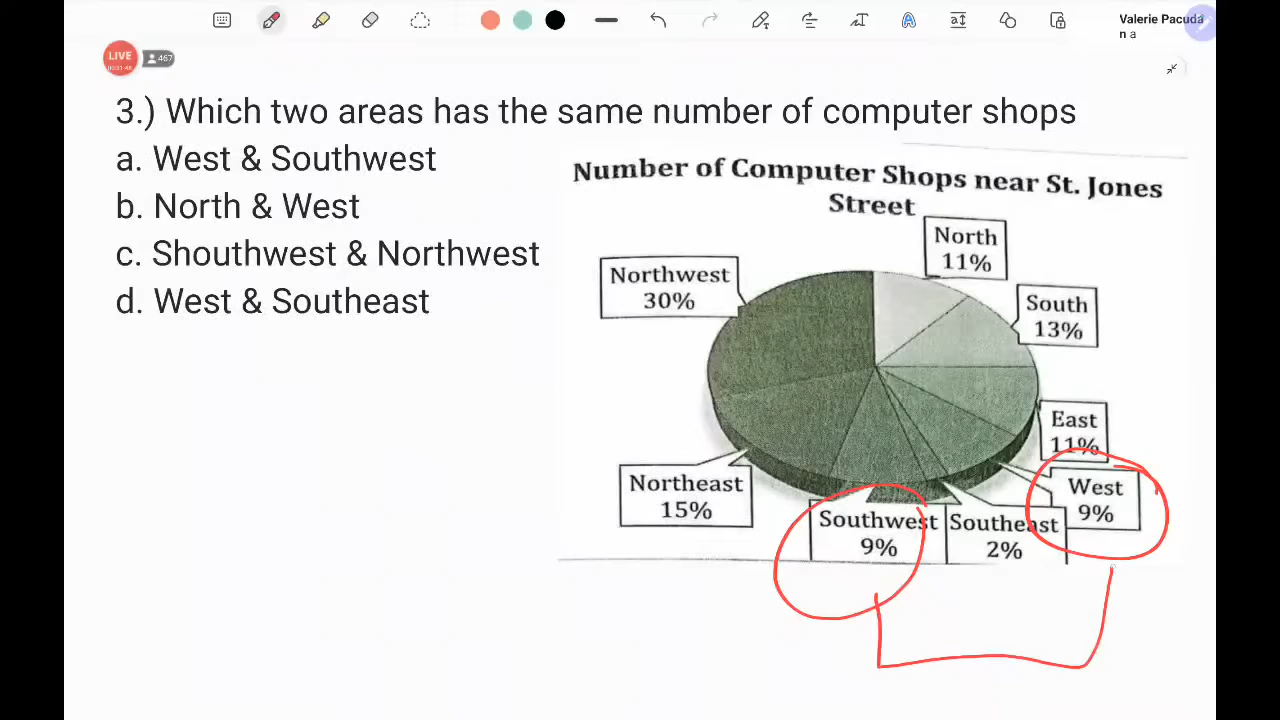 Valerie Pacuda
n a
LIVE
467
3.) Which two areas has the same number of computer shops
a. West & Southwest
b. North & West
c. Shouthwest & Northwest
d. West & Southeast
Number of Computer Shops near St. Jones
Street
North
11%
Northwest
30%
South
13%
East
11%
West
9%
Northeast
15%
Southwest
9%
Southeast
2%